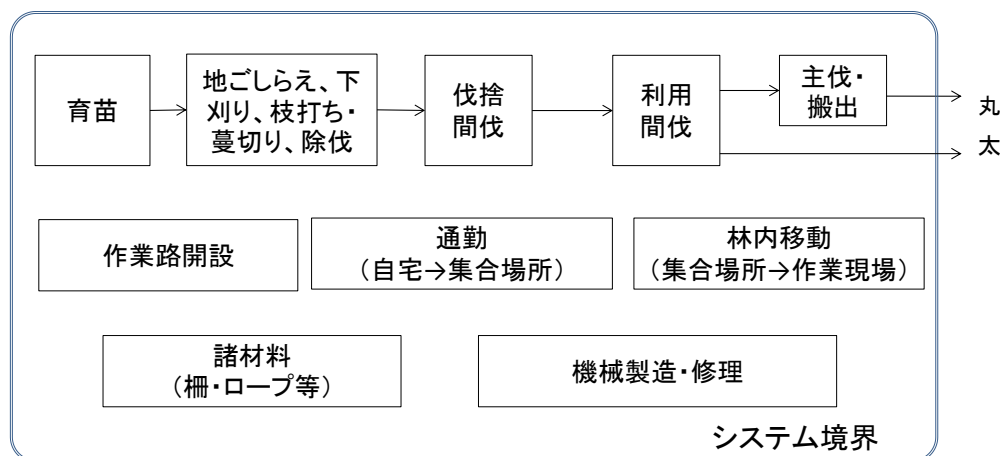 育苗
地ごしらえ、下
刈り、枝打ち・
蔓切り、除伐
伐捨
間伐
利用
間伐
主伐・
搬出
丸
太
作業路開設
通勤
（自宅→集合場所）
林内移動
（集合場所→作業現場）
諸材料
（柵・ロープ等）
機械製造・修理
システム境界